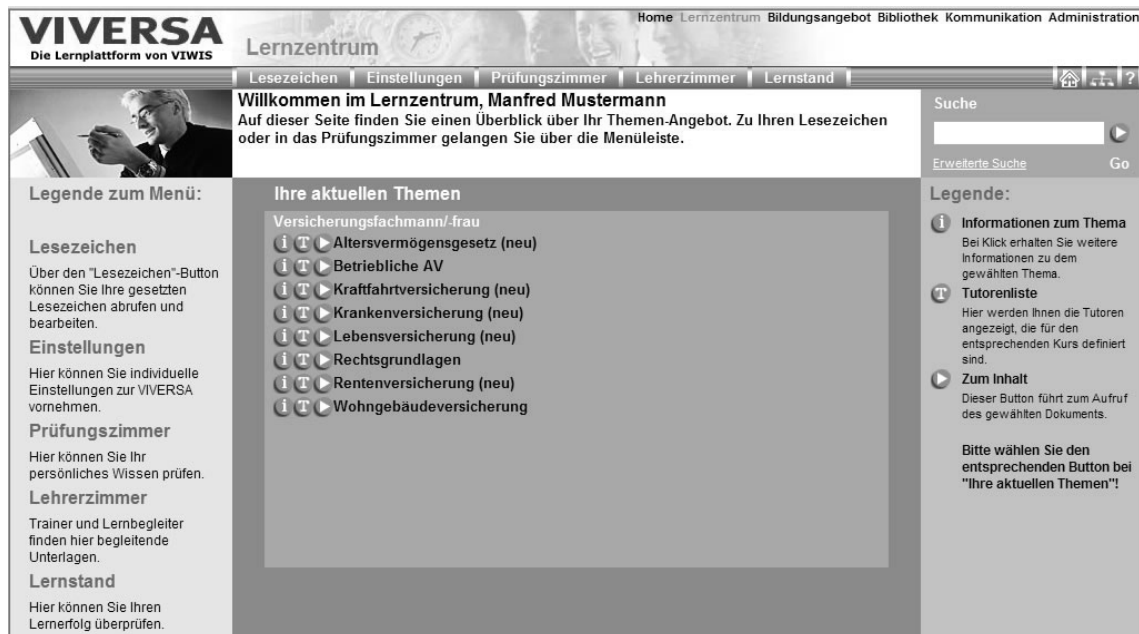 VIVERSA
Die Lernplattform von VIWIS
Lernzentrum
Home Lernzentrum Bildungsangebot Bibliothek Kommunikation Administration
Lesezeichen Einstellungen Prüfungszimmer Lehrerzimmer Lernstand
?
Willkommen im Lernzentrum, Manfred Mustermann
Auf dieser Seite finden Sie einen Überblick über Ihr Themen-Angebot. Zu Ihren Lesezeichen
oder in das Prüfungszimmer gelangen Sie über die Menüleiste.
Suche
Erweiterte Suche Go
Legende zum Menü:
Lesezeichen
Über den "Lesezeichen"-Button
können Sie Ihre gesetzten
Lesezeichen abrufen und
bearbeiten.
Einstellungen
Hier können Sie individuelle
Einstellungen zur VIVERSA
vornehmen.
Prüfungszimmer
Hier können Sie Ihr
persönliches Wissen prüfen.
Lehrerzimmer
Trainer und Lernbegleiter
finden hier begleitende
Unterlagen.
Lernstand
Hier können Sie Ihren
Lernerfolg überprüfen.
Ihre aktuellen Themen
Versicherungsfachmann/-frau
i T Altersvermögensgesetz (neu)
i T Betriebliche AV
i T Kraftfahrtversicherung (neu)
i T Krankenversicherung (neu)
i T Lebensversicherung (neu)
i T Rechtsgrundlagen
i T Rentenversicherung (neu)
i T Wohngebäudeversicherung
Legende:
i Informationen zum Thema
Bei Klick erhalten Sie weitere
Informationen zu dem
gewählten Thema.
T Tutorenliste
Hier werden Ihnen die Tutoren
angezeigt, die für den
entsprechenden Kurs definiert
sind.
Zum Inhalt
Dieser Button führt zum Aufruf
des gewählten Dokuments.
Bitte wählen Sie den
entsprechenden Button bei
"Ihre aktuellen Themen"!